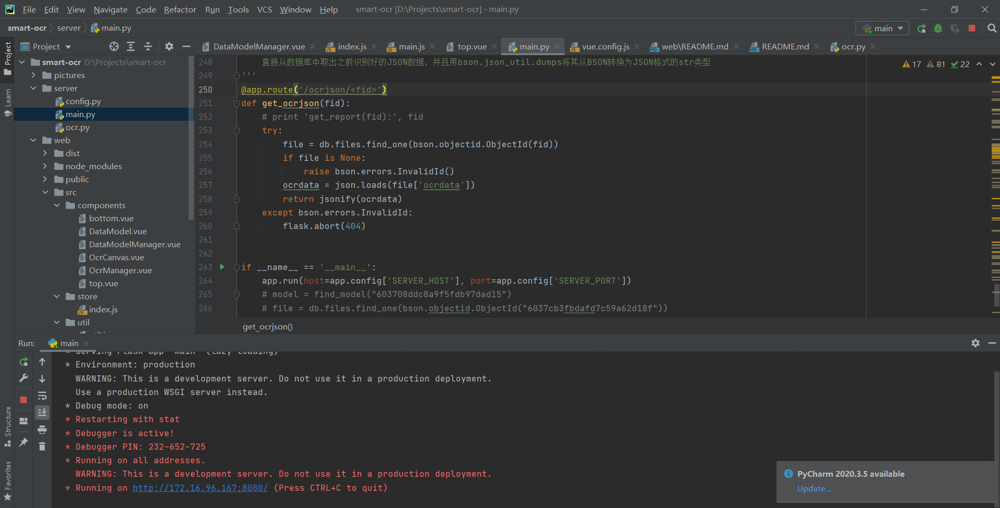 File Edit View Navigate Code Refactor Run Tools VCS Window Help smart-ocr [D:\Projects\smart-ocr] - main.py
smart-ocr server main.py
main
Project
DataModelManager.vue index.js main.js top.vue main.py vue.config.js web\README.md README.md ocr.py
Project
Learn
Structure
Favorites
smart-ocr D:\Projects\smart-ocr
pictures
server
config.py
main.py
ocr.py
web
dist
node_modules
public
src
components
bottom.vue
DataModel.vue
DataModelManager.vue
OcrCanvas.vue
OcrManager.vue
top.vue
store
index.js
util
17 81 22
248 直接从数据库中取出之前识别好的JSON数据，并且用bson.json_util.dumps将其从BSON转换为JSON格式的str类型
249 '''
250 @app.route('/ocrjson/<fid>')
251 def get_ocrjson(fid):
252 # print 'get_report(fid):', fid
253 try:
254 file = db.files.find_one(bson.objectid.ObjectId(fid))
255 if file is None:
256 raise bson.errors.InvalidId()
257 ocrdata = json.loads(file['ocrdata'])
258 return jsonify(ocrdata)
259 except bson.errors.InvalidId:
260 flask.abort(404)
261
262
263 if __name__ == '__main__':
264 app.run(host=app.config['SERVER_HOST'], port=app.config['SERVER_PORT'])
265 # model = find_model("603708ddc8a9f5fdb97dad15")
266 # file = db.files.find_one(bson.objectid.ObjectId("6037cb3fbdafd7c59a62d18f"))
get_ocrjson()
Run: main
* Serving Flask app "main" (lazy loading)
* Environment: production
WARNING: This is a development server. Do not use it in a production deployment.
Use a production WSGI server instead.
* Debug mode: on
* Restarting with stat
* Debugger is active!
* Debugger PIN: 232-652-725
* Running on all addresses.
WARNING: This is a development server. Do not use it in a production deployment.
* Running on http://172.16.96.167:8080/ (Press CTRL+C to quit)
PyCharm 2020.3.5 available
Update...